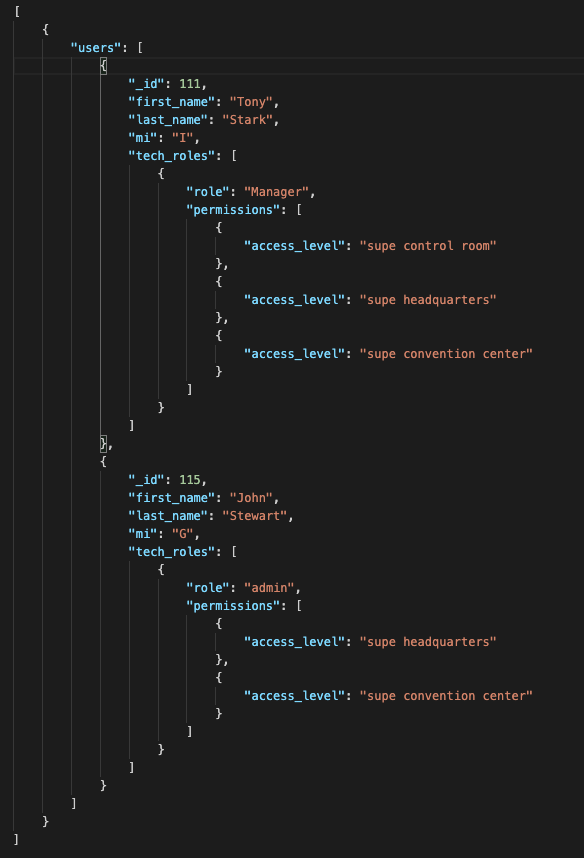 [
{
"users": [
{
"_id": 111,
"first_name": "Tony",
"last_name": "Stark",
"mi": "I",
"tech_roles": [
{
"role": "Manager",
"permissions": [
{
"access_level": "supe control room"
},
{
"access_level": "supe headquarters"
},
{
"access_level": "supe convention center"
}
]
}
]
},
{
"_id": 115,
"first_name": "John",
"last_name": "Stewart",
"mi": "G",
"tech_roles": [
{
"role": "admin",
"permissions": [
{
"access_level": "supe headquarters"
},
{
"access_level": "supe convention center"
}
]
}
]
}
]
}
]